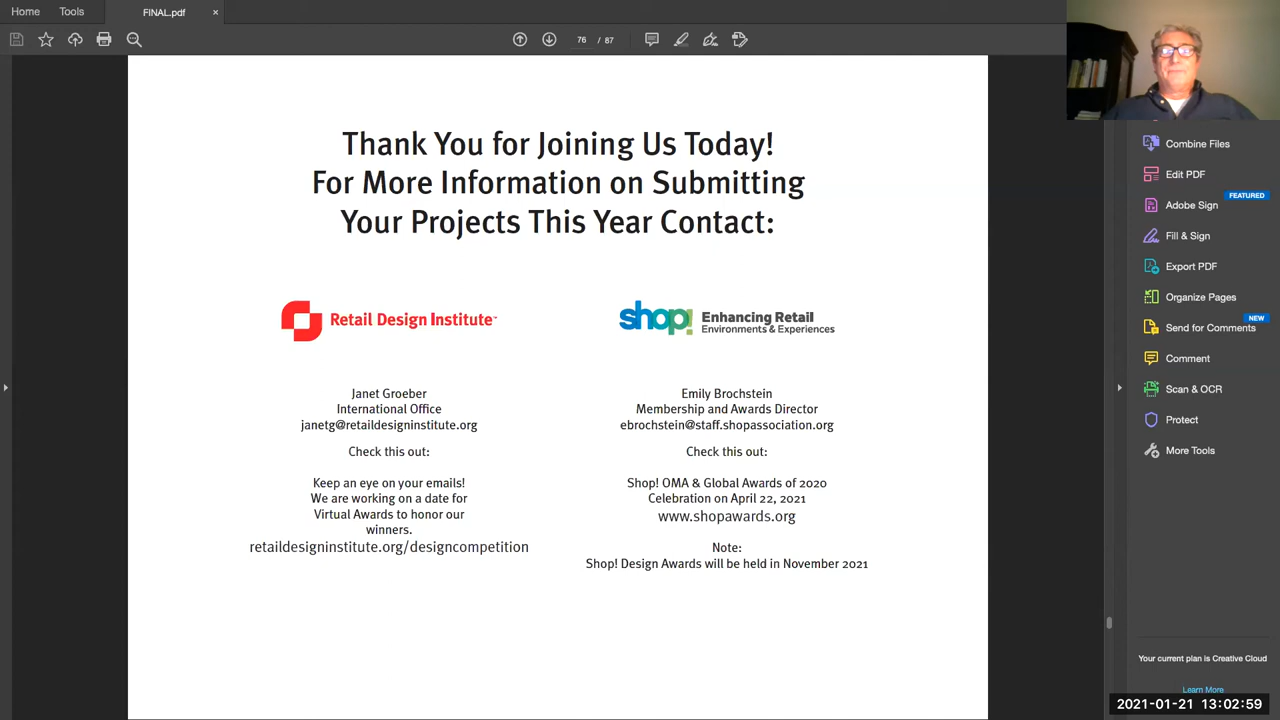 Home
Tools
FINAL.pdf
×
76 / 87
Thank You for Joining Us Today!
For More Information on Submitting
Your Projects This Year Contact:
Retail Design Institute™
shop! Enhancing Retail
Environments & Experiences
Janet Groeber
International Office
janetg@retaildesigninstitute.org
Check this out:
Keep an eye on your emails!
We are working on a date for
Virtual Awards to honor our
winners.
retaildesigninstitute.org/designcompetition
Emily Brochstein
Membership and Awards Director
ebrochstein@staff.shopassociation.org
Check this out:
Shop! OMA & Global Awards of 2020
Celebration on April 22, 2021
www.shopawards.org
Note:
Shop! Design Awards will be held in November 2021
Combine Files
Edit PDF
FEATURED
Adobe Sign
Fill & Sign
Export PDF
Organize Pages
NEW
Send for Comments
Comment
Scan & OCR
Protect
More Tools
Your current plan is Creative Cloud
Learn More
2021-01-21 13:02:59